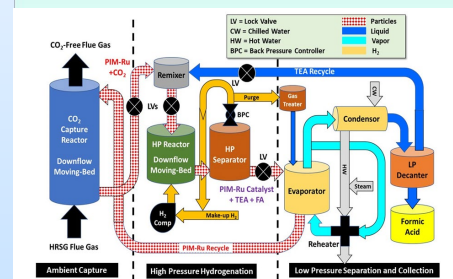 LV = Lock Valve
CW = Chilled Water
HW = Hot Water
BPC = Back Pressure Controller
Particles
Liquid
Vapor
H2
CO2-Free Flue Gas
PIM-Ru
+CO2
Remixer
LV
TEA Recycle
CW
Purge
Gas
Treater
Condensor
LVs
BPC
CO2
Capture
Reactor
Downflow
Moving-Bed
HP Reactor
Downflow
Moving-Bed
HP
Separator
LV
HW
LP
Decanter
Evaporator
Steam
PIM-Ru Catalyst
+ TEA + FA
H2
Comp
Make-up H2
Formic
Acid
HRSG Flue Gas
PIM-Ru Recycle
Reheater
Ambient Capture
High Pressure Hydrogenation
Low Pressure Separation and Collection